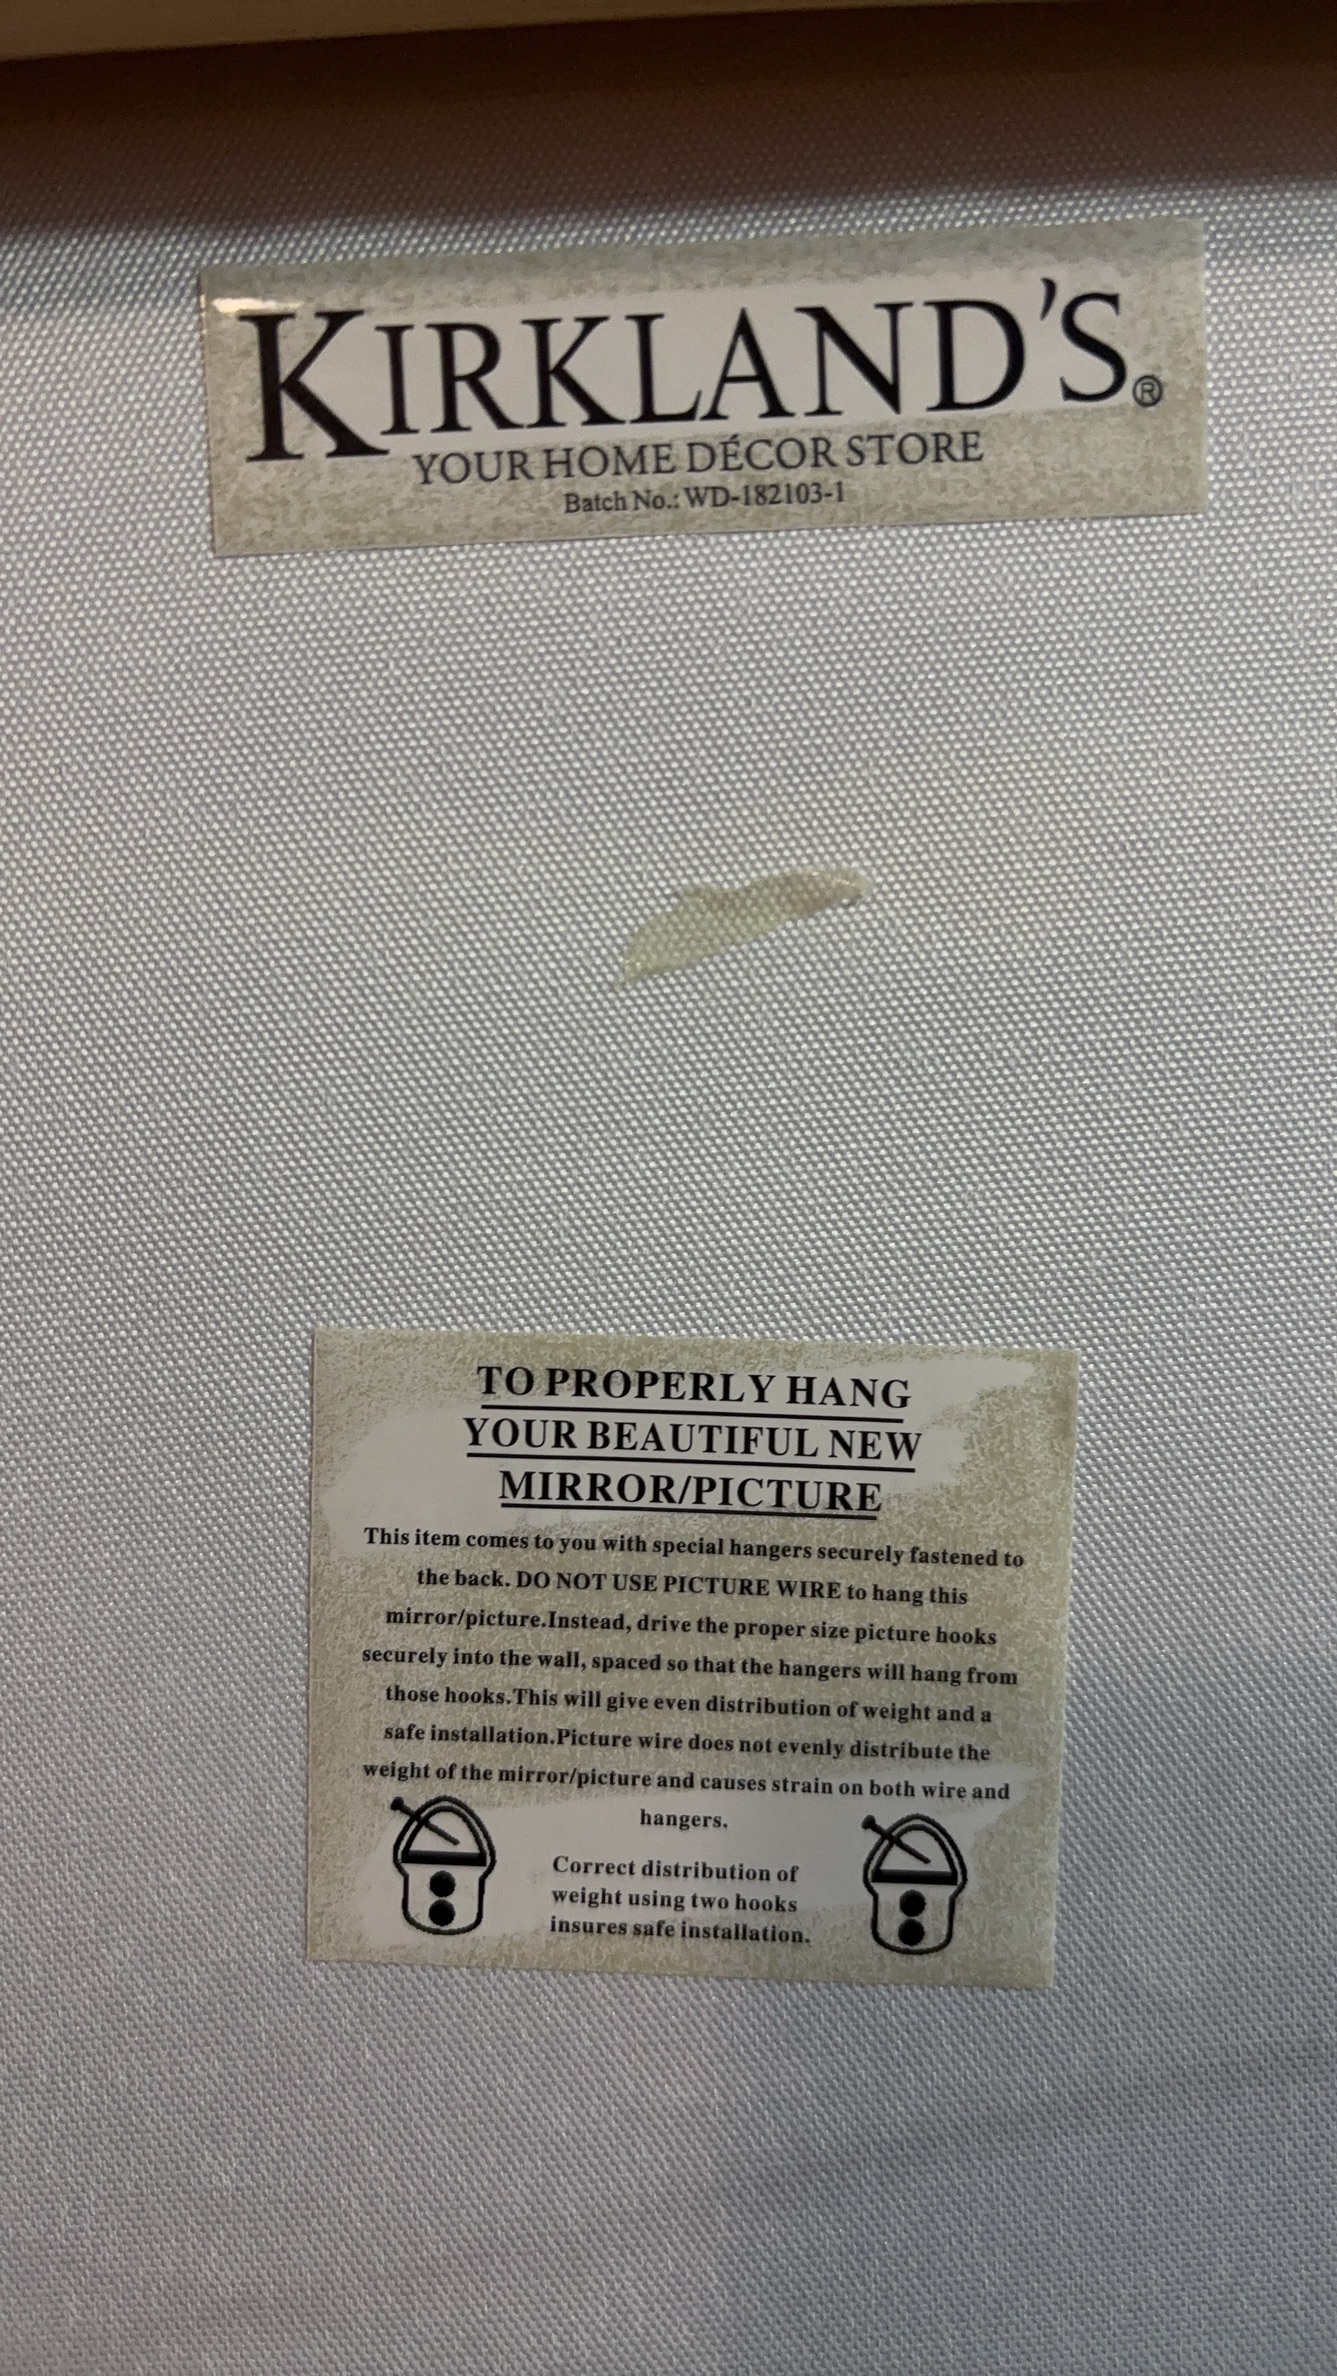 KIRKLAND'S®
YOUR HOME DÉCOR STORE
Batch No.: WD-182103-1
TO PROPERLY HANG
YOUR BEAUTIFUL NEW
MIRROR/PICTURE
This item comes to you with special hangers securely fastened to
the back. DO NOT USE PICTURE WIRE to hang this
mirror/picture.Instead, drive the proper size picture hooks
securely into the wall, spaced so that the hangers will hang from
those hooks.This will give even distribution of weight and a
safe installation.Picture wire does not evenly distribute the
weight of the mirror/picture and causes strain on both wire and
hangers.
Correct distribution of
weight using two hooks
insures safe installation.